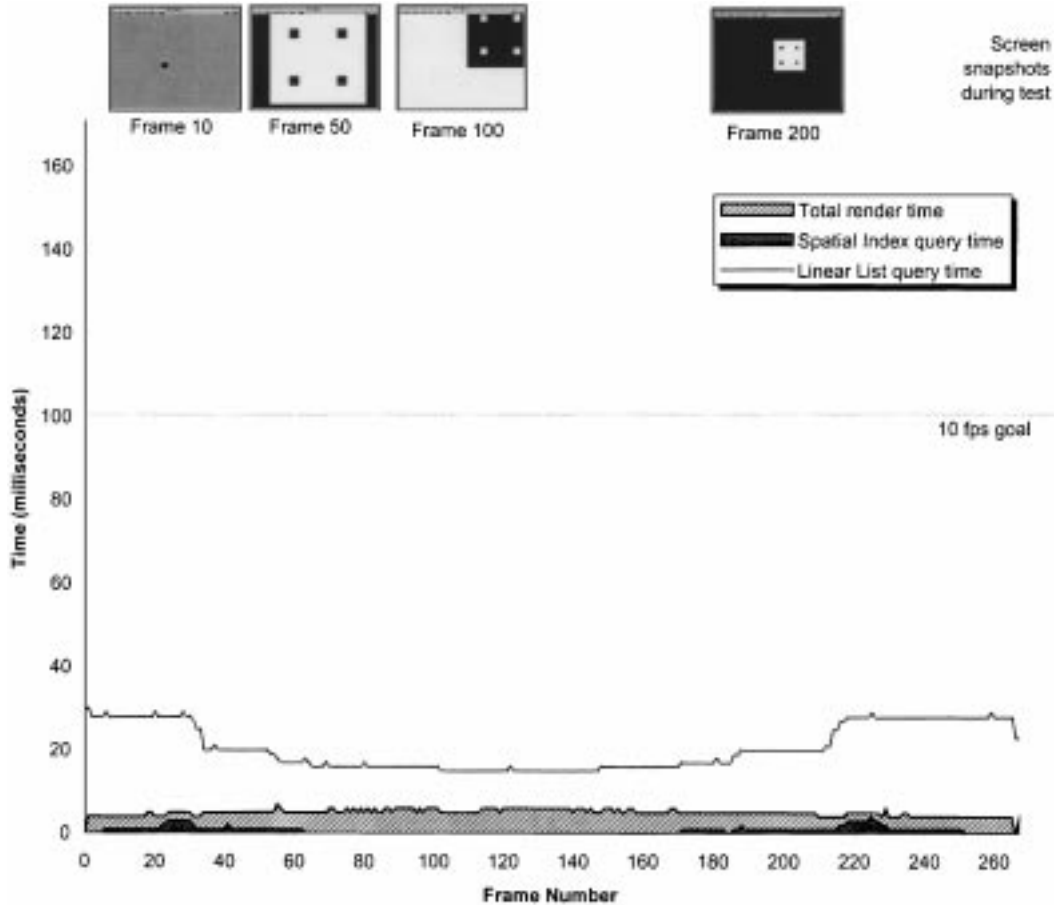 Frame 10
Frame 50
Frame 100
Frame 200
Screen
snapshots
during test
Total render time
Spatial Index query time
Linear List query time
10 fps goal
Time (milliseconds)
160
140
120
100
80
60
40
20
0
0 20 40 60 80 100 120 140 160 180 200 220 240 260
Frame Number